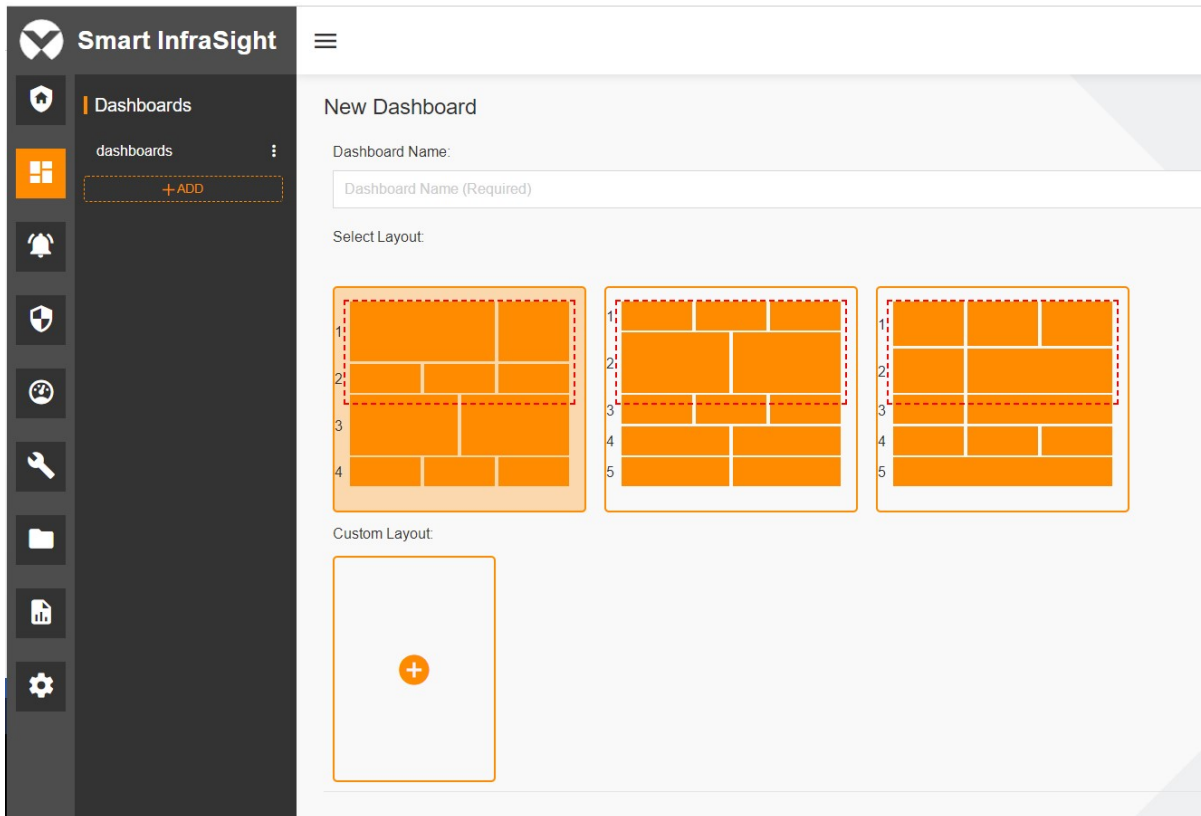 Smart InfraSight
Dashboards
dashboards
+ADD
New Dashboard
Dashboard Name:
Dashboard Name (Required)
Select Layout:
1
2
3
4
1
2
3
4
5
1
2
3
4
5
Custom Layout: